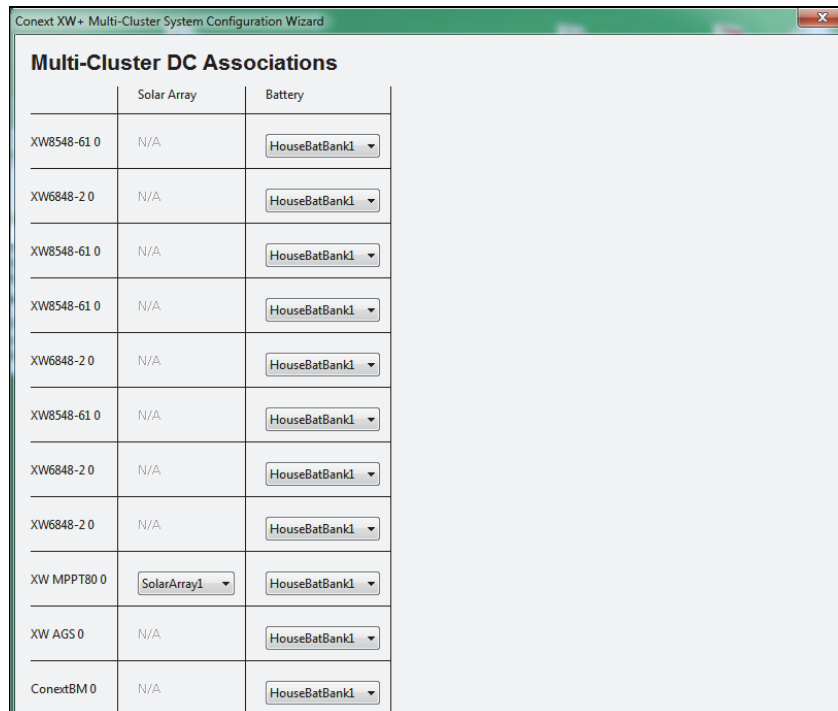 Conext XW+ Multi-Cluster System Configuration Wizard
Multi-Cluster DC Associations
Solar Array Battery
XW8548-61 0 N/A HouseBatBank1
XW6848-2 0 N/A HouseBatBank1
XW8548-61 0 N/A HouseBatBank1
XW8548-61 0 N/A HouseBatBank1
XW6848-2 0 N/A HouseBatBank1
XW8548-61 0 N/A HouseBatBank1
XW6848-2 0 N/A HouseBatBank1
XW6848-2 0 N/A HouseBatBank1
XW MPPT80 0 SolarArray1 HouseBatBank1
XW AGS 0 N/A HouseBatBank1
ConextBM 0 N/A HouseBatBank1